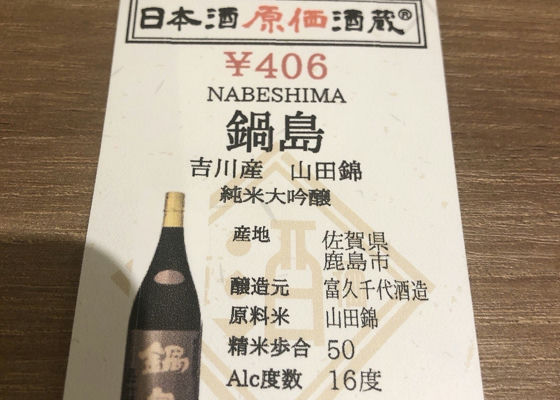 日本酒原価酒蔵®
¥406
NABESHIMA
鍋島
吉川産 山田錦
純米大吟醸
産地 佐賀県
鹿島市
醸造元 富久千代酒造
原料米 山田錦
精米歩合 50
Alc度数 16度
酒
鍋島